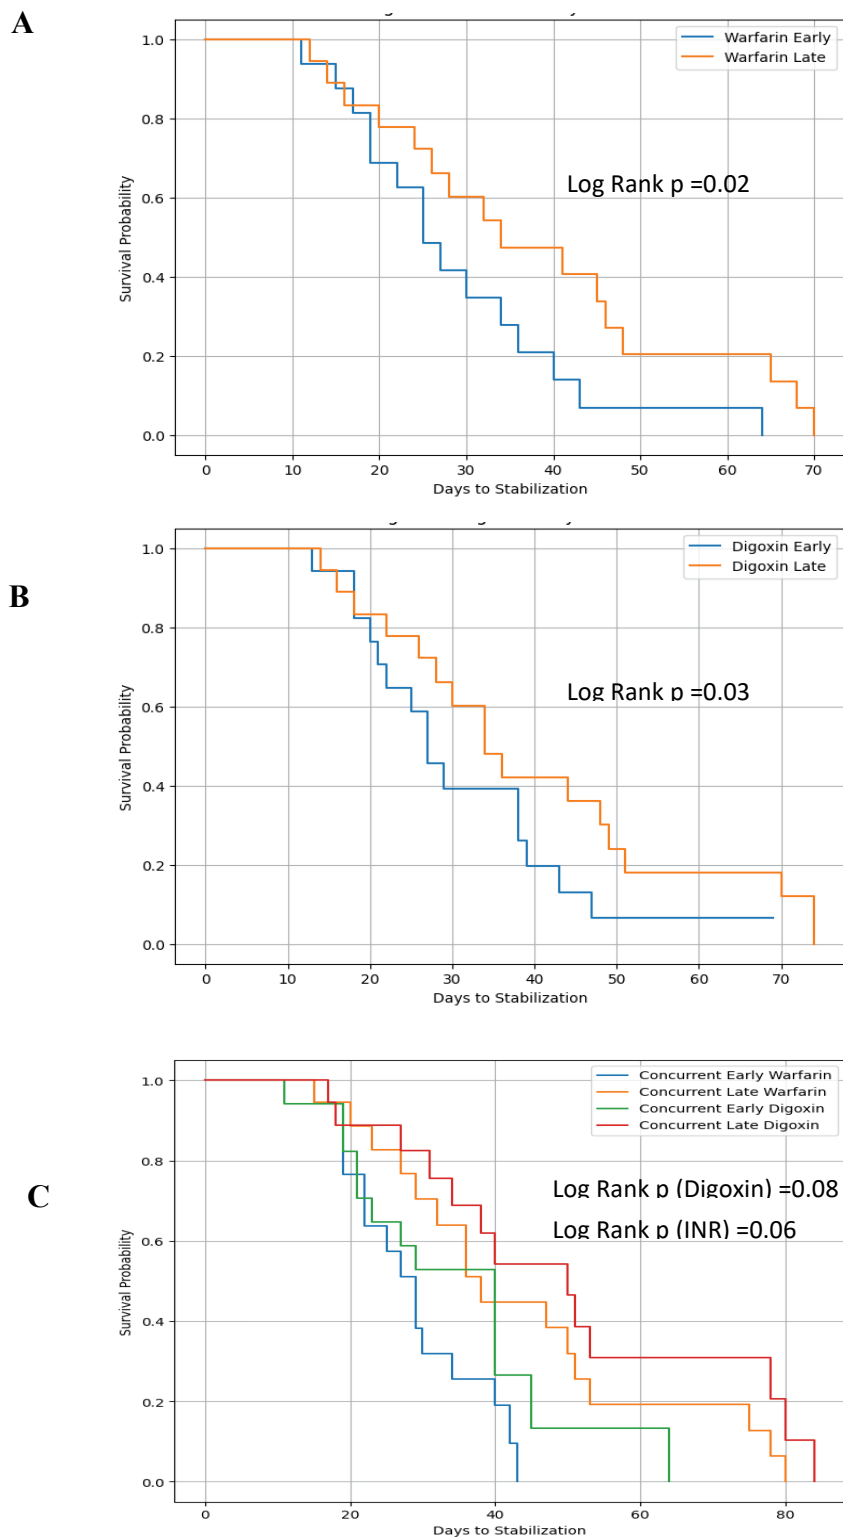 A
Warfarin Early
Warfarin Late
Log Rank p =0.02
Survival Probability
1.0
0.8
0.6
0.4
0.2
0.0
0 10 20 30 40 50 60 70
Days to Stabilization
B
Digoxin Early
Digoxin Late
Log Rank p =0.03
Survival Probability
1.0
0.8
0.6
0.4
0.2
0.0
0 10 20 30 40 50 60 70
Days to Stabilization
C
Concurrent Early Warfarin
Concurrent Late Warfarin
Concurrent Early Digoxin
Concurrent Late Digoxin
Log Rank p (Digoxin) =0.08
Log Rank p (INR) =0.06
Survival Probability
1.0
0.8
0.6
0.4
0.2
0.0
0 20 40 60 80
Days to Stabilization